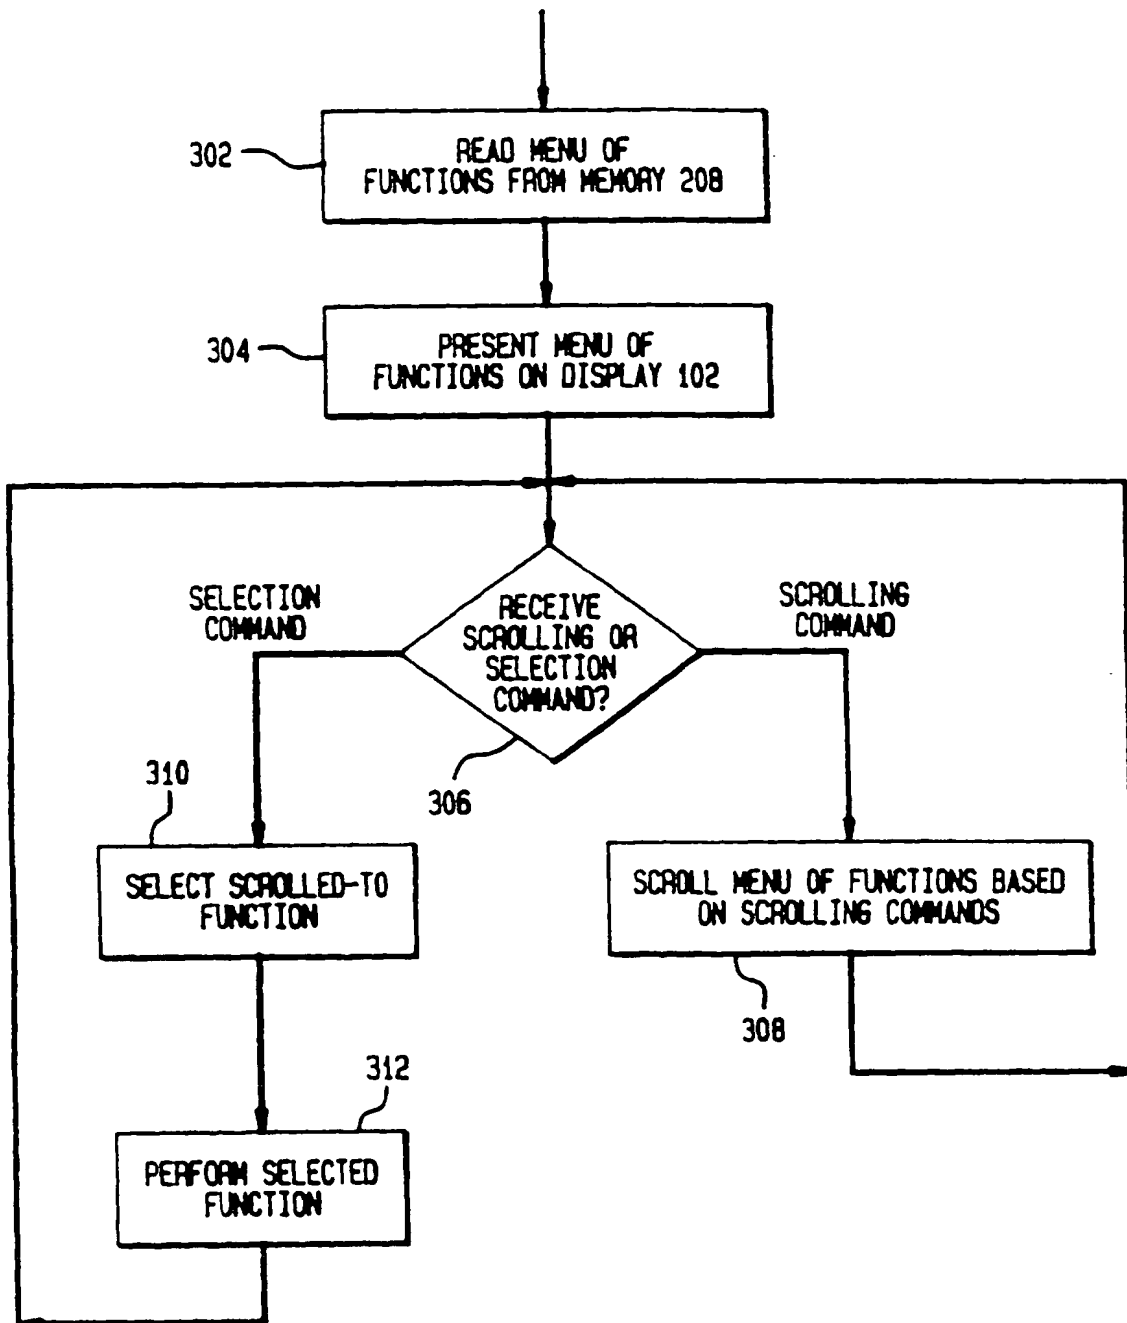 302
READ MENU OF
FUNCTIONS FROM MEMORY 208
304
PRESENT MENU OF
FUNCTIONS ON DISPLAY 102
SELECTION
COMMAND
RECEIVE
SCROLLING OR
SELECTION
COMMAND?
SCROLLING
COMMAND
306
310
SELECT SCROLLED-TO
FUNCTION
SCROLL MENU OF FUNCTIONS BASED
ON SCROLLING COMMANDS
308
312
PERFORM SELECTED
FUNCTION